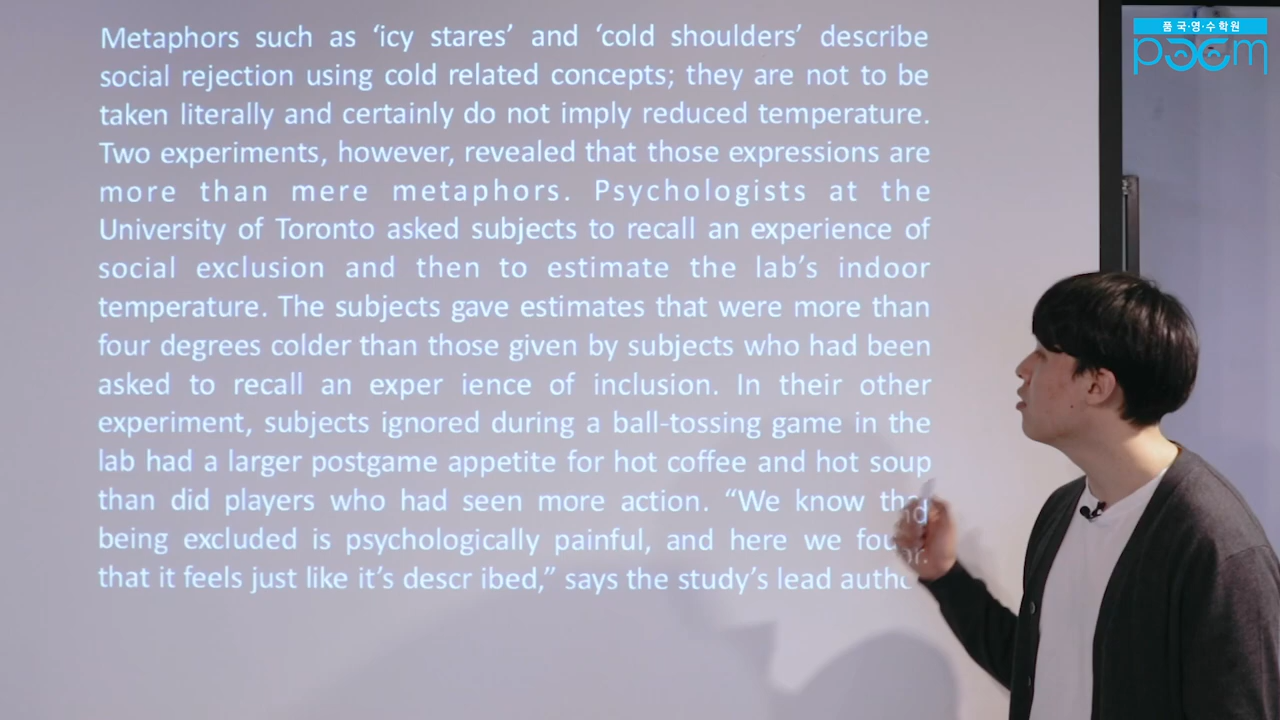 Metaphors such as ‘icy stares’ and ‘cold shoulders’ describe
social rejection using cold related concepts; they are not to be
taken literally and certainly do not imply reduced temperature.
Two experiments, however, revealed that those expressions are
more than mere metaphors. Psychologists at the
University of Toronto asked subjects to recall an experience of
social exclusion and then to estimate the lab’s indoor
temperature. The subjects gave estimates that were more than
four degrees colder than those given by subjects who had been
asked to recall an exper ience of inclusion. In their other
experiment, subjects ignored during a ball-tossing game in the
lab had a larger postgame appetite for hot coffee and hot soup
than did players who had seen more action. “We know
being excluded is psychologically painful, and here we
that it feels just like it’s descr ibed,” says the study’s lead
품 국·영·수 학원
poem